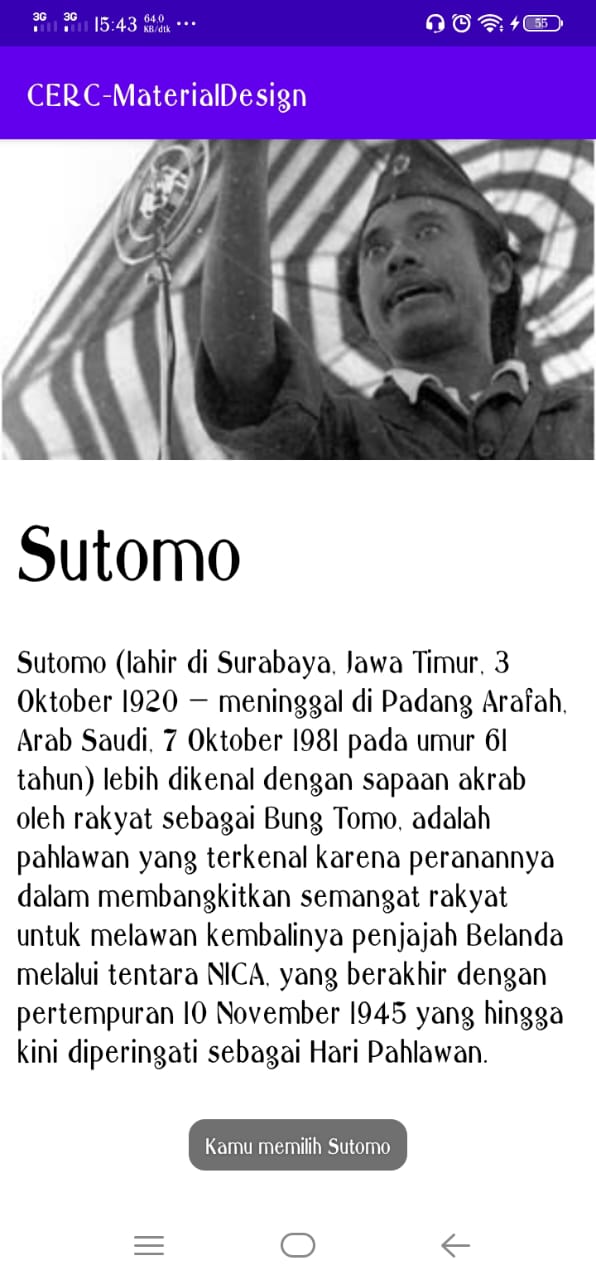 3G 3G 15:43 64.0 KB/dtk ... 55
CERC-MaterialDesign
Sutomo
Sutomo (lahir di Surabaya, Jawa Timur, 3
Oktober 1920 – meninggal di Padang Arafah,
Arab Saudi, 7 Oktober 1981 pada umur 61
tahun) lebih dikenal dengan sapaan akrab
oleh rakyat sebagai Bung Tomo, adalah
pahlawan yang terkenal karena peranannya
dalam membangkitkan semangat rakyat
untuk melawan kembalinya penjajah Belanda
melalui tentara NICA, yang berakhir dengan
pertempuran 10 November 1945 yang hingga
kini diperingati sebagai Hari Pahlawan.
Kamu memilih Sutomo